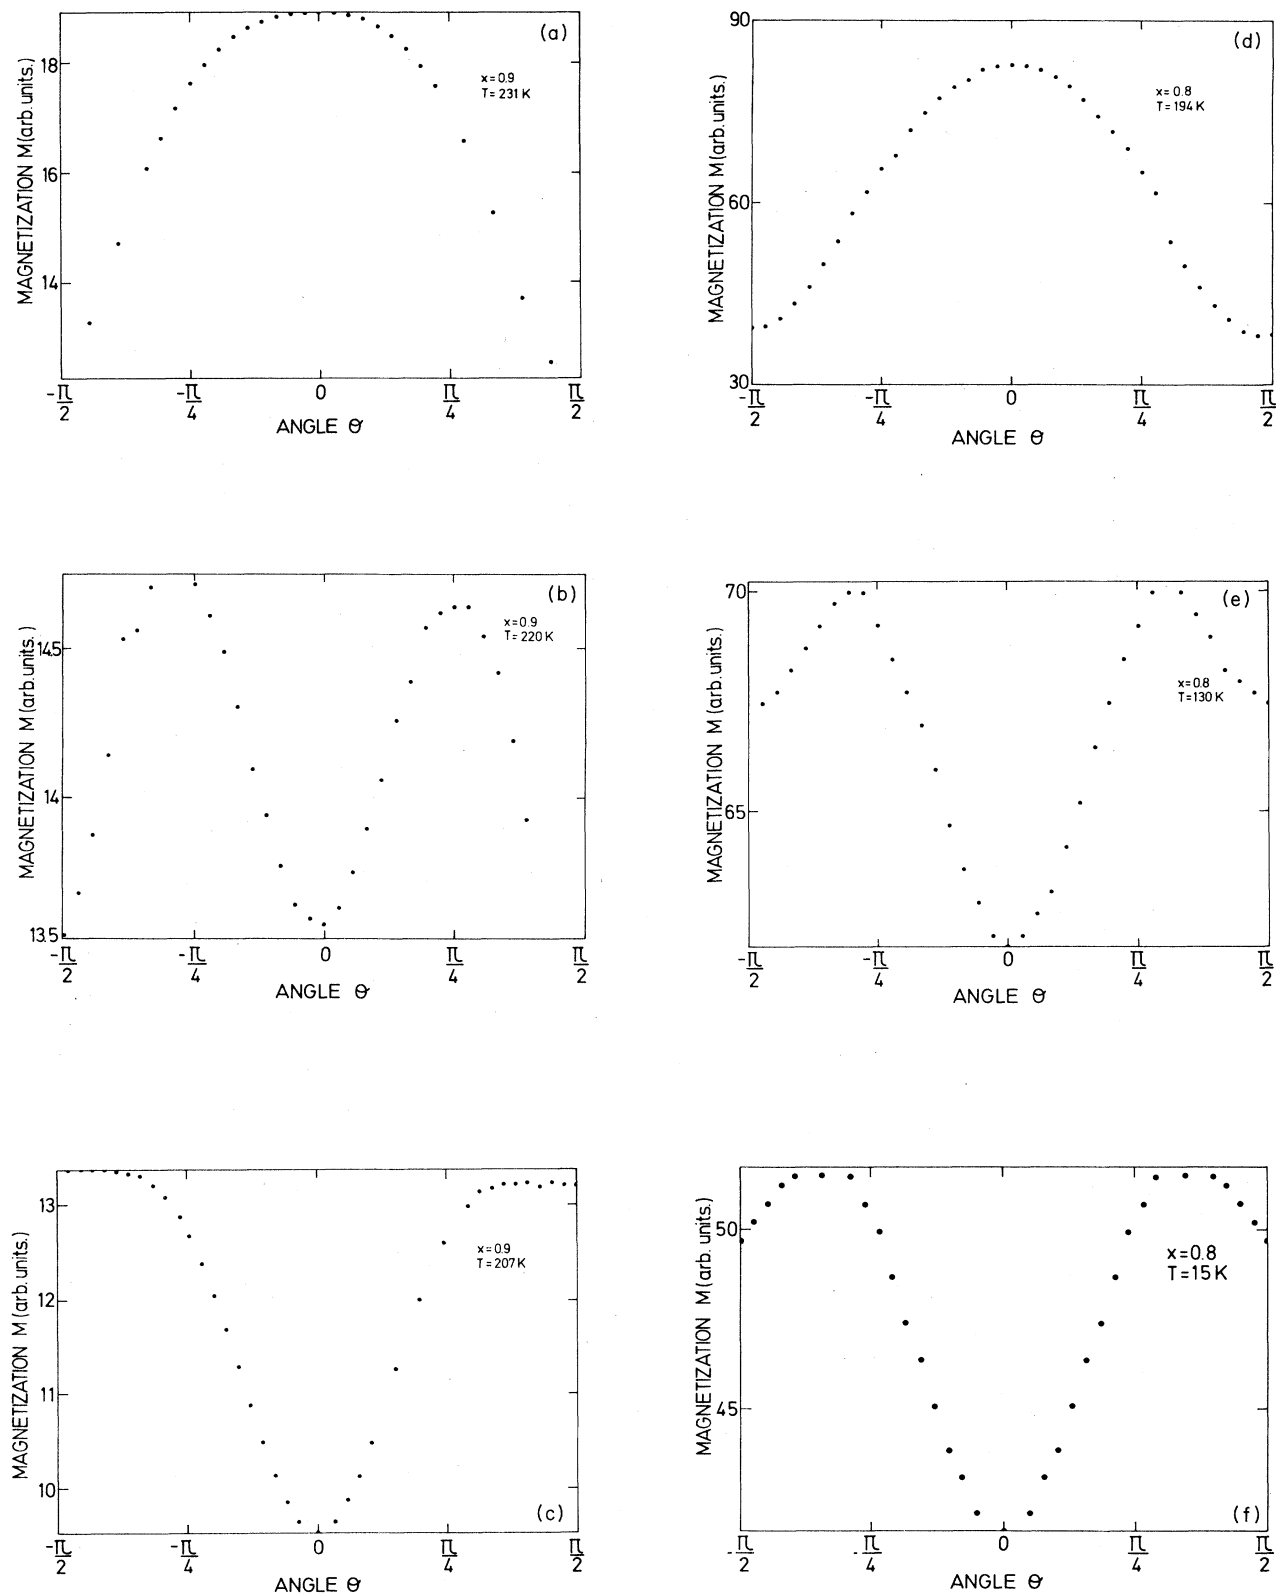 (a)
x=0.9
T=231 K
MAGNETIZATION M(arb.units.)
18
16
14
-π/2
-π/4
0
π/4
π/2
ANGLE θ
(d)
x=0.8
T=194 K
MAGNETIZATION M(arb.units.)
90
60
30
-π/2
-π/4
0
π/4
π/2
ANGLE θ
(b)
x=0.9
T=220 K
MAGNETIZATION M (arb.units.)
14.5
14
13.5
-π/2
-π/4
0
π/4
π/2
ANGLE θ
(e)
x=0.8
T=130 K
MAGNETIZATION M (arb.units.)
70
65
-π/2
-π/4
0
π/4
π/2
ANGLE θ
(c)
x=0.9
T=207 K
MAGNETIZATION M (arb.units.)
13
12
11
10
-π/2
-π/4
0
π/4
π/2
ANGLE θ
(f)
x=0.8
T=15 K
MAGNETIZATION M (arb.units.)
50
45
-π/2
-π/4
0
π/4
π/2
ANGLE θ